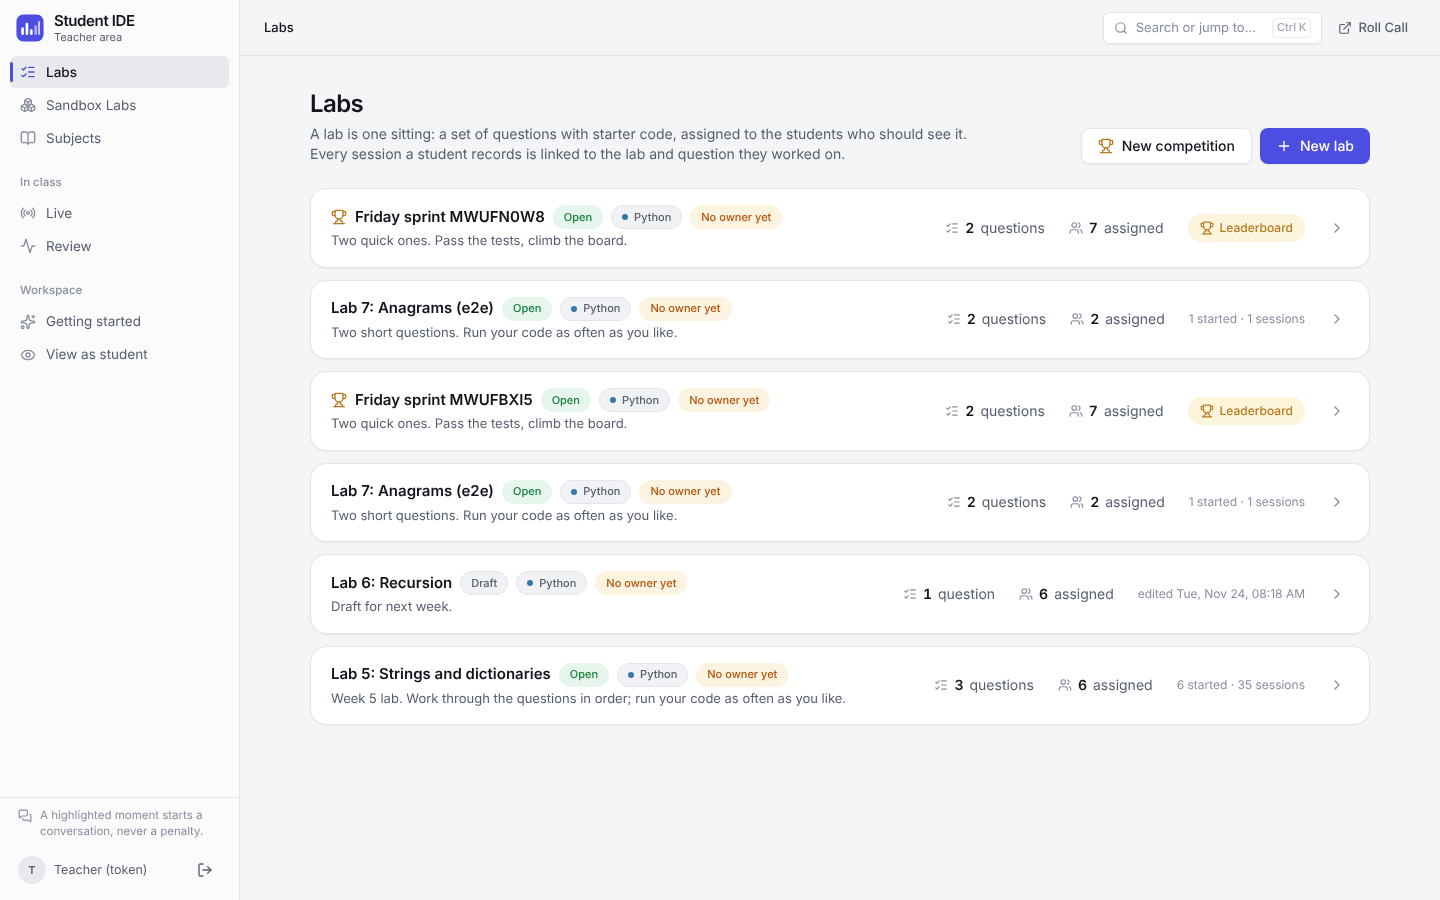 Student IDE
Teacher area
Labs
Sandbox Labs
Subjects
In class
Live
Review
Workspace
Getting started
View as student
A highlighted moment starts a
conversation, never a penalty.
T Teacher (token)
Labs
Search or jump to... Ctrl K
Roll Call
Labs
A lab is one sitting: a set of questions with starter code, assigned to the students who should see it.
Every session a student records is linked to the lab and question they worked on.
New competition
New lab
Friday sprint MWUFN0W8 Open Python No owner yet
Two quick ones. Pass the tests, climb the board.
2 questions 7 assigned Leaderboard
Lab 7: Anagrams (e2e) Open Python No owner yet
Two short questions. Run your code as often as you like.
2 questions 2 assigned 1 started · 1 sessions
Friday sprint MWUFBXI5 Open Python No owner yet
Two quick ones. Pass the tests, climb the board.
2 questions 7 assigned Leaderboard
Lab 7: Anagrams (e2e) Open Python No owner yet
Two short questions. Run your code as often as you like.
2 questions 2 assigned 1 started · 1 sessions
Lab 6: Recursion Draft Python No owner yet
Draft for next week.
1 question 6 assigned edited Tue, Nov 24, 08:18 AM
Lab 5: Strings and dictionaries Open Python No owner yet
Week 5 lab. Work through the questions in order; run your code as often as you like.
3 questions 6 assigned 6 started · 35 sessions